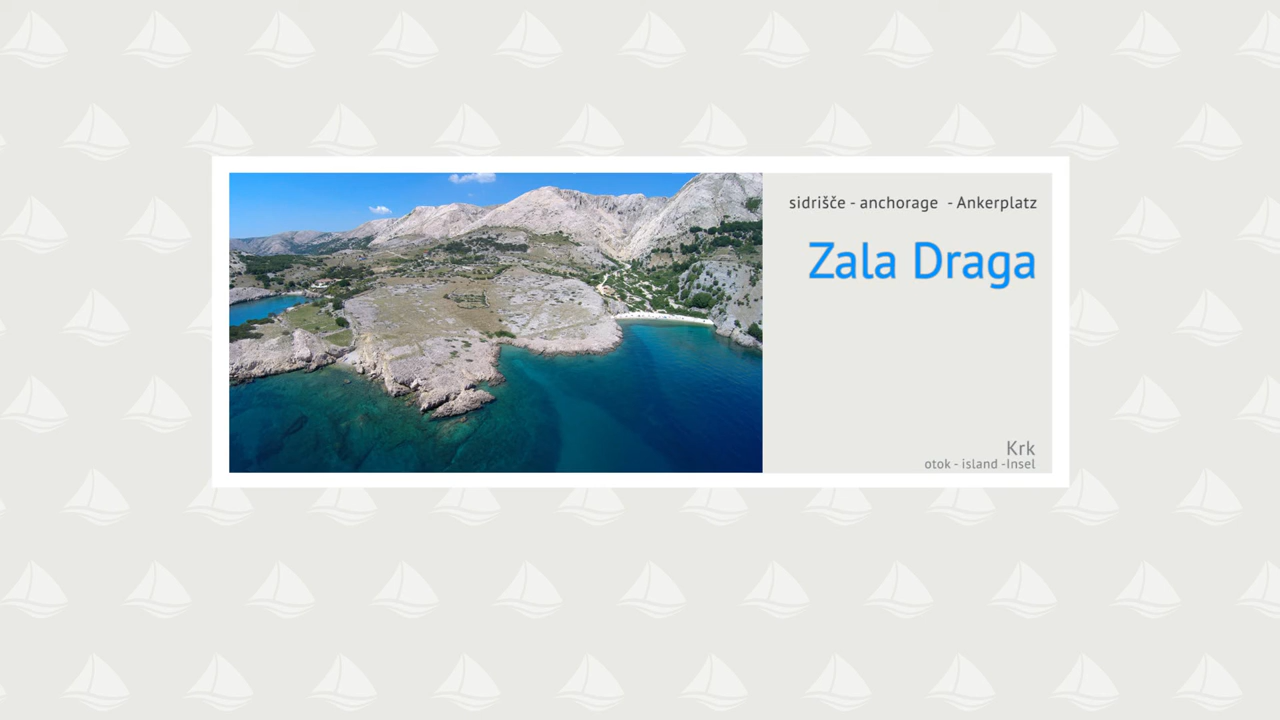 sidrišče - anchorage - Ankerplatz
Zala Draga
Krk
otok - island -Insel